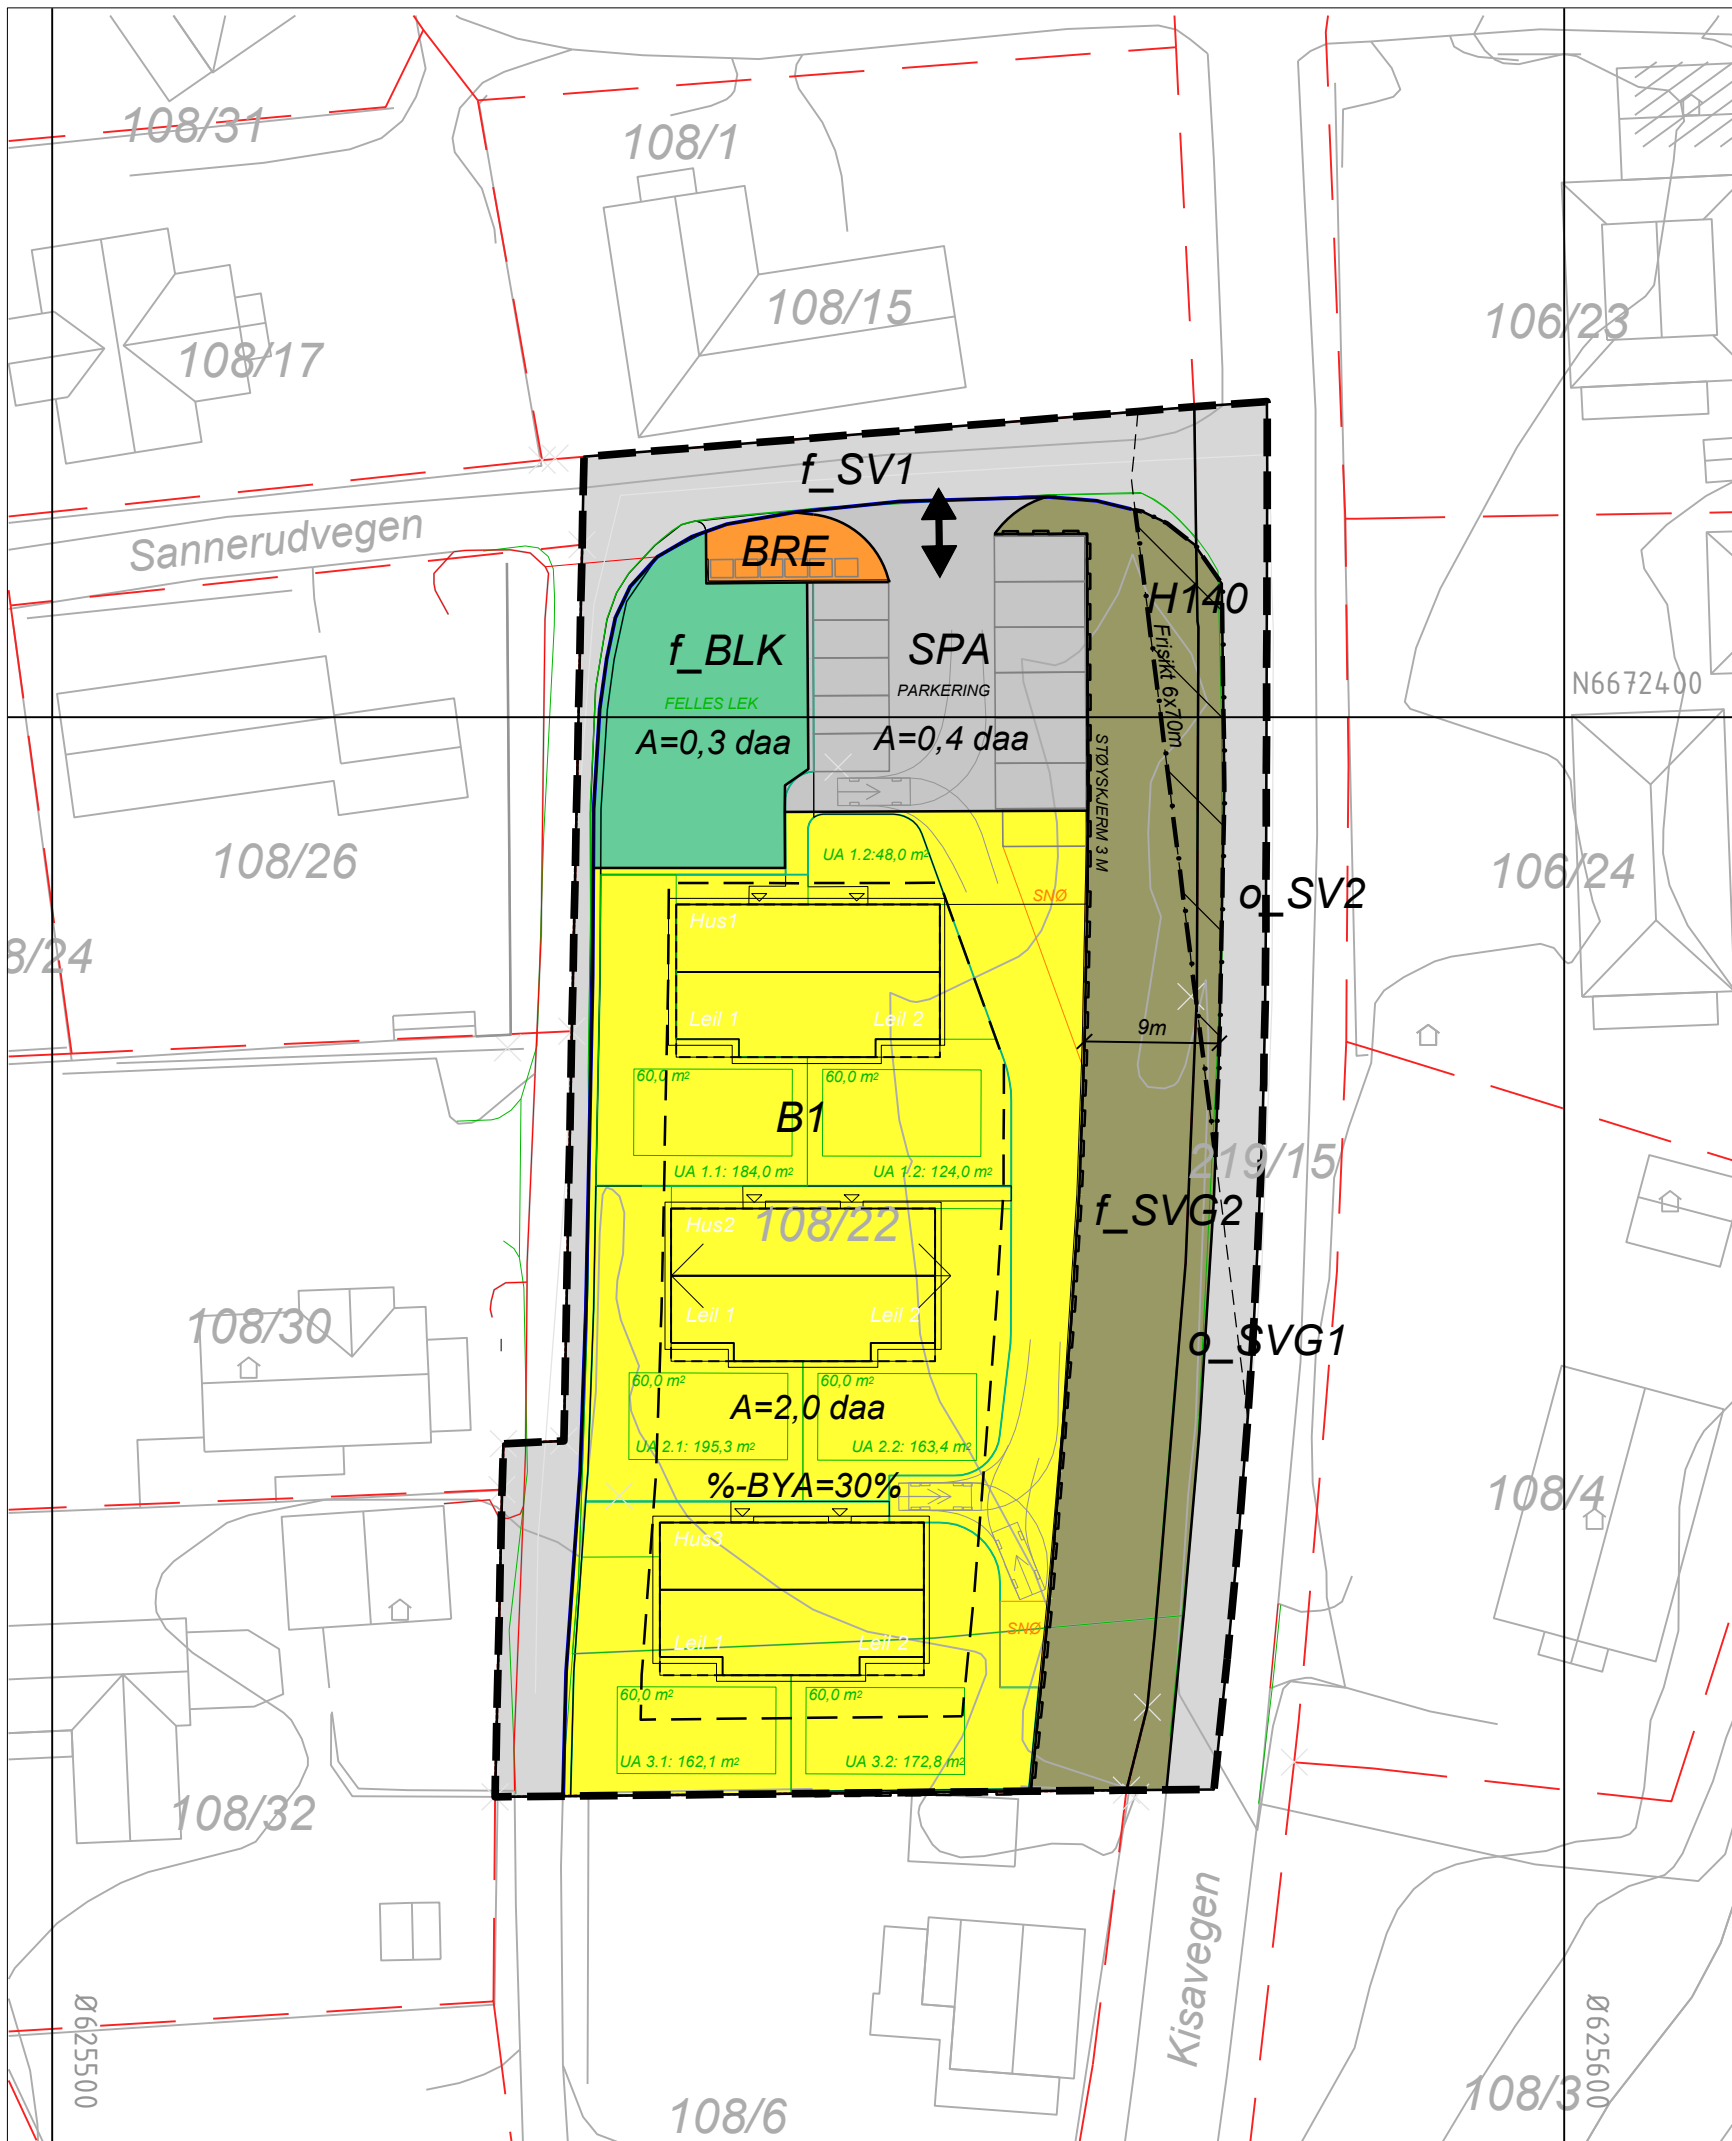 108/31
108/1
108/15
106/23
108/17
f_SV1
Sannerudvegen
BRE
H140
f_BLK
SPA
Frisikt 6x70m
PARKERING
N6672400
FELLES LEK
A=0,3 daa
A=0,4 daa
STØYSKJERM 3 M
108/26
UA 1.2:48,0 m²
106/24
o_SV2
SNØ
Hus1
8/24
Leil 1
Leil 2
9m
60,0 m²
60,0 m²
B1
219/15
UA 1.1: 184,0 m²
UA 1.2: 124,0 m²
f_SVG2
Hus2
108/22
Leil 1
Leil 2
108/30
o_SVG1
60,0 m²
60,0 m²
A=2,0 daa
UA 2.1: 195,3 m²
UA 2.2: 163,4 m²
%-BYA=30%
108/4
Hus3
SNØ
Leil 1
Leil 2
60,0 m²
60,0 m²
UA 3.1: 162,1 m²
UA 3.2: 172,8 m²
108/32
Kisavegen
Ø625500
Ø625600
108/3
108/6